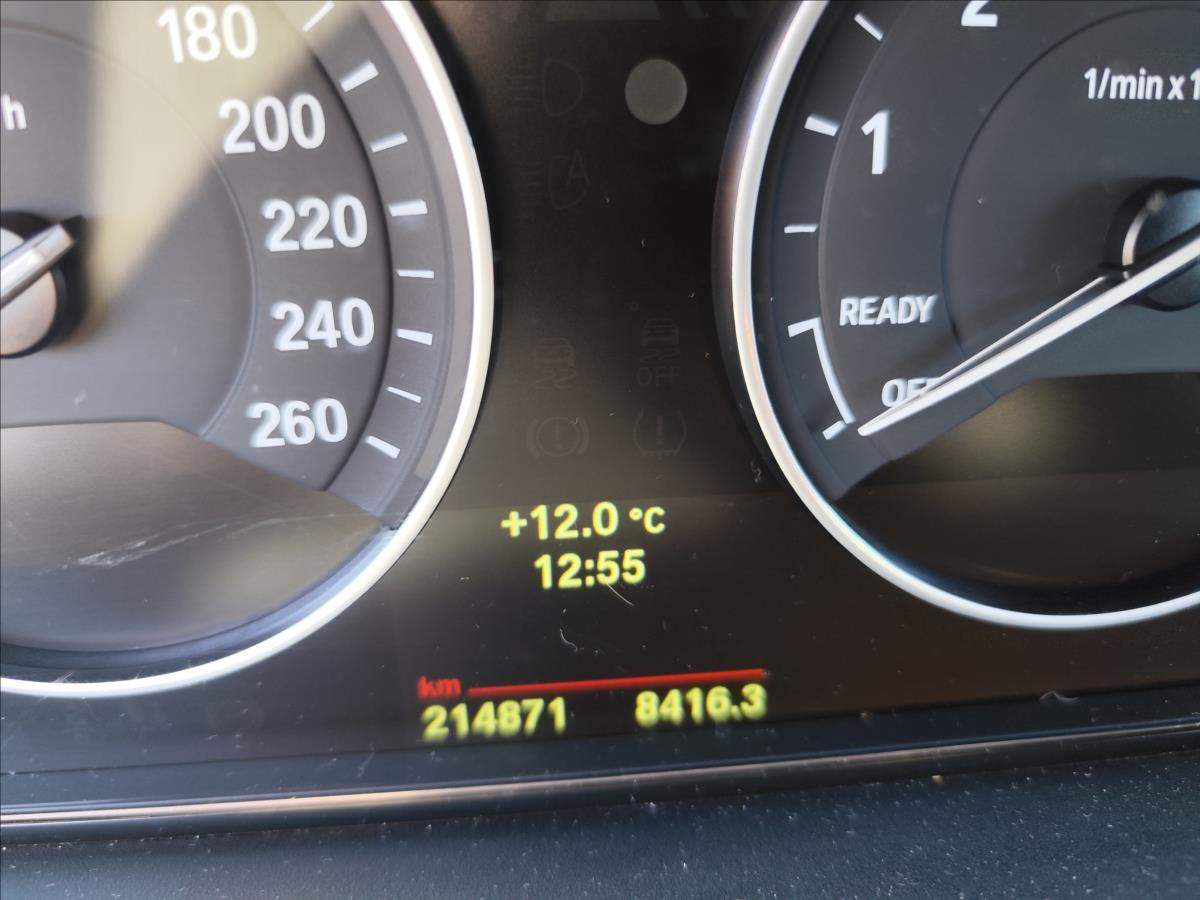 180
200
220
240
260
h
2
1/min x 1
1
READY
OFF
OFF
+12.0 °C
12:55
km
214871 8416.3